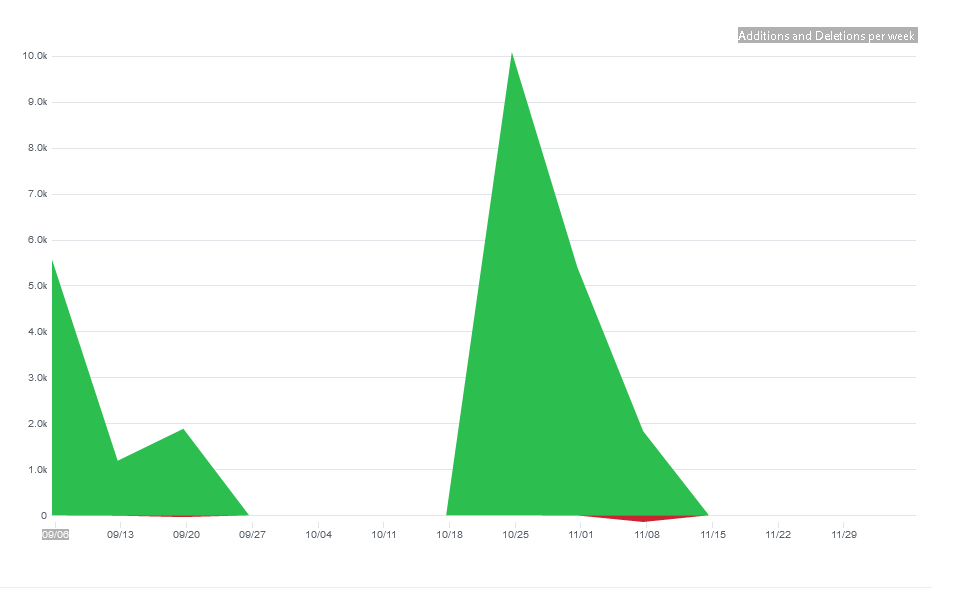 Additions and Deletions per week
10.0k
9.0k
8.0k
7.0k
6.0k
5.0k
4.0k
3.0k
2.0k
1.0k
0
09/06 09/13 09/20 09/27 10/04 10/11 10/18 10/25 11/01 11/08 11/15 11/22 11/29